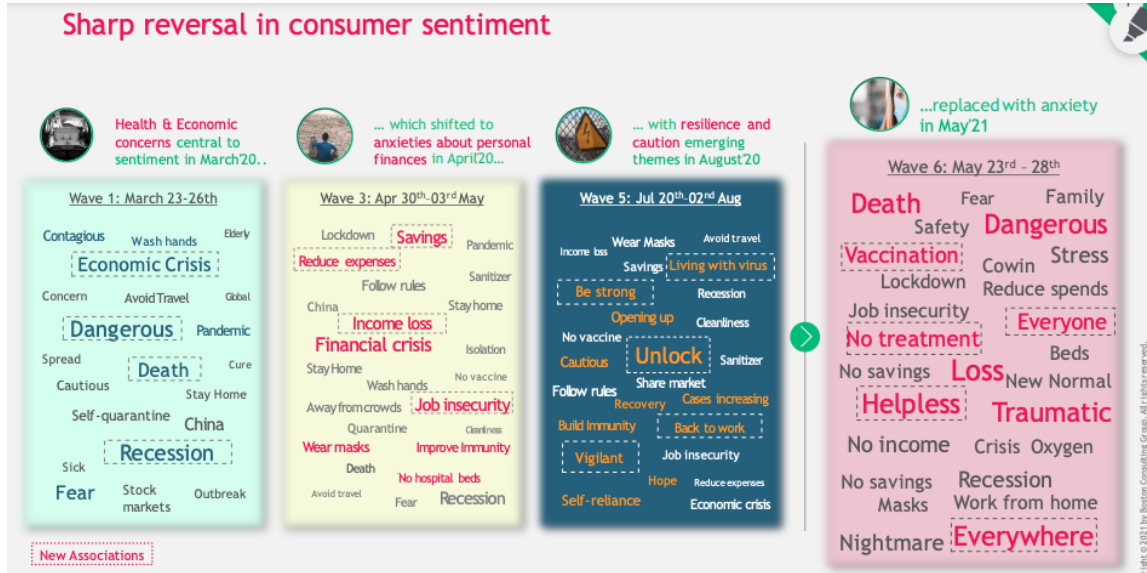 Sharp reversal in consumer sentiment
Health & Economic
concerns central to
sentiment in March'20..
... which shifted to
anxieties about personal
finances in April'20...
... with resilience and
caution emerging
themes in August'20
...replaced with anxiety
in May'21
Wave 1: March 23-26th
Contagious
Wash hands
Elderly
Economic Crisis
Concern
Avoid Travel
Global
Dangerous
Pandemic
Spread
Death
Cure
Cautious
Stay Home
Self-quarantine
China
Recession
Sick
Fear
Stock
markets
Outbreak
Wave 3: Apr 30th-03rd May
Lockdown
Savings
Pandemic
Reduce expenses
Sanitizer
Follow rules
China
Stay home
Income loss
Financial crisis
Isolation
Stay Home
No vaccine
Wash hands
Away from crowds
Job insecurity
Quarantine
Cleanliness
Wear masks
Improve Immunity
Death
No hospital beds
Avoid travel
Fear
Recession
Wave 5: Jul 20th-02nd Aug
Wear Masks
Avoid travel
Income loss
Savings
Living with virus
Be strong
Recession
Opening up
Cleanliness
No vaccine
Unlock
Cautious
Sanitizer
Share market
Follow rules
Recovery
Cases increasing
Build Immunity
Back to work
Vigilant
Job insecurity
Hope
Reduce expenses
Self-reliance
Economic crisis
Wave 6: May 23rd - 28th
Death
Fear
Family
Safety
Dangerous
Vaccination
Cowin
Stress
Lockdown
Reduce spends
Job insecurity
Everyone
No treatment
Beds
No savings
Loss
New Normal
Helpless
Traumatic
No income
Crisis
Oxygen
No savings
Recession
Masks
Work from home
Nightmare
Everywhere
New Associations
© 2021 by Boston Consulting Group. All rights reserved.